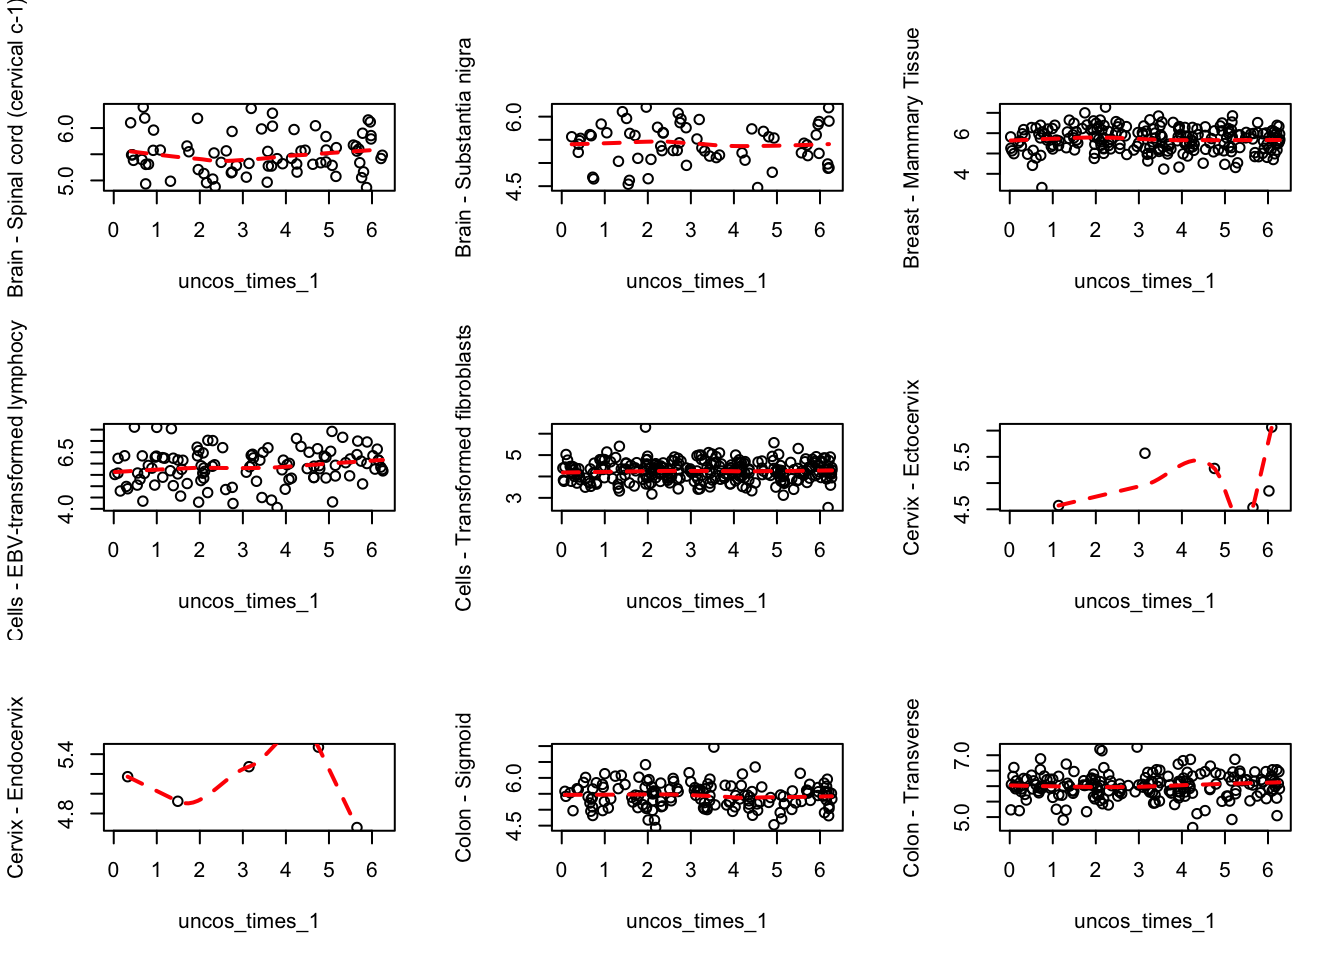 Brain - Spinal cord (cervical c-1)
5.0 6.0
0 1 2 3 4 5 6
uncos_times_1
Brain - Substantia nigra
4.5 6.0
0 1 2 3 4 5 6
uncos_times_1
Breast - Mammary Tissue
4 6
0 1 2 3 4 5 6
uncos_times_1
Cells - EBV-transformed lymphocy
4.0 6.5
0 1 2 3 4 5 6
uncos_times_1
Cells - Transformed fibroblasts
3 5
0 1 2 3 4 5 6
uncos_times_1
Cervix - Ectocervix
4.5 5.5
0 1 2 3 4 5 6
uncos_times_1
Cervix - Endocervix
4.8 5.4
0 1 2 3 4 5 6
uncos_times_1
Colon - Sigmoid
4.5 6.0
0 1 2 3 4 5 6
uncos_times_1
Colon - Transverse
5.0 7.0
0 1 2 3 4 5 6
uncos_times_1